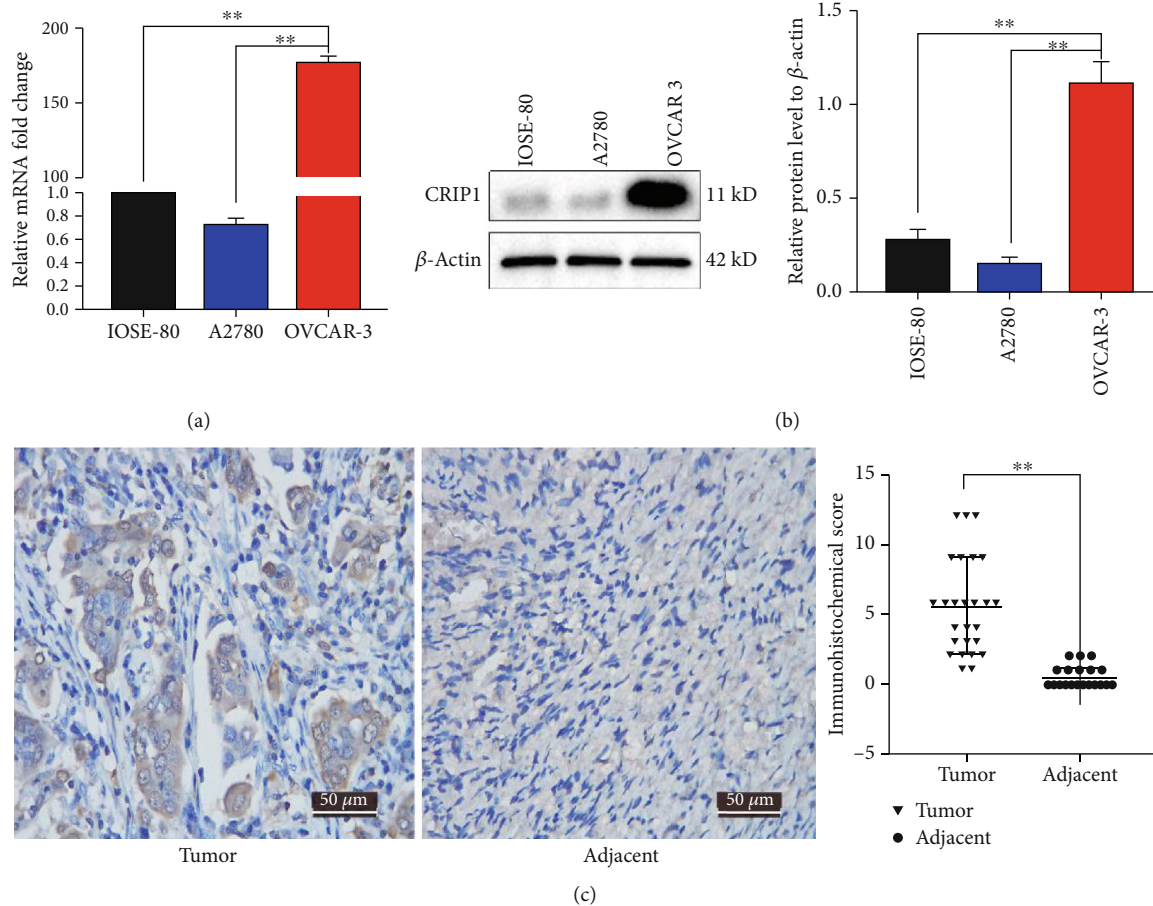 **
**
Relative mRNA fold change
200
150
100
1.0
0.8
0.6
0.4
0.2
0.0
IOSE-80 A2780 OVCAR-3
(a)
IOSE-80 A2780 OVCAR 3
CRIP1 11 kD
β-Actin 42 kD
**
**
Relative protein level to β-actin
1.5
1.0
0.5
0.0
IOSE-80 A2780 OVCAR-3
(b)
50 μm
Tumor
50 μm
Adjacent
**
Immunohistochemical score
15
10
5
0
–5
Tumor Adjacent
Tumor
Adjacent
(c)